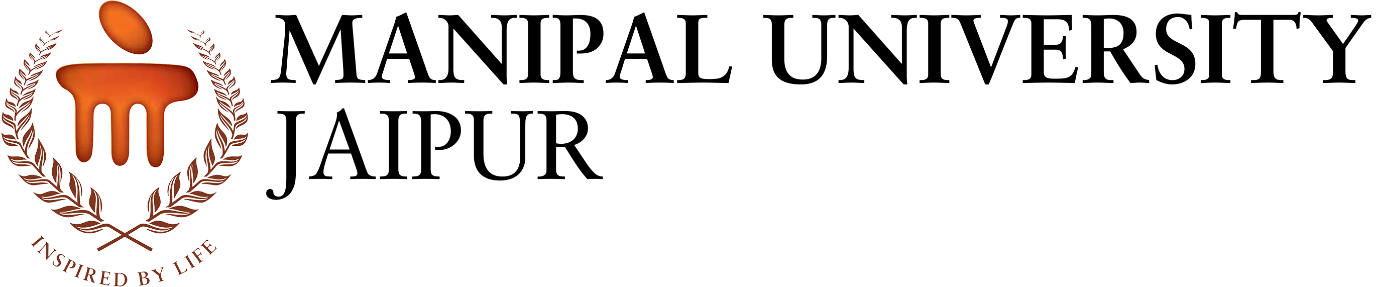 MANIPAL UNIVERSITY
JAIPUR
INSPIRED BY LIFE